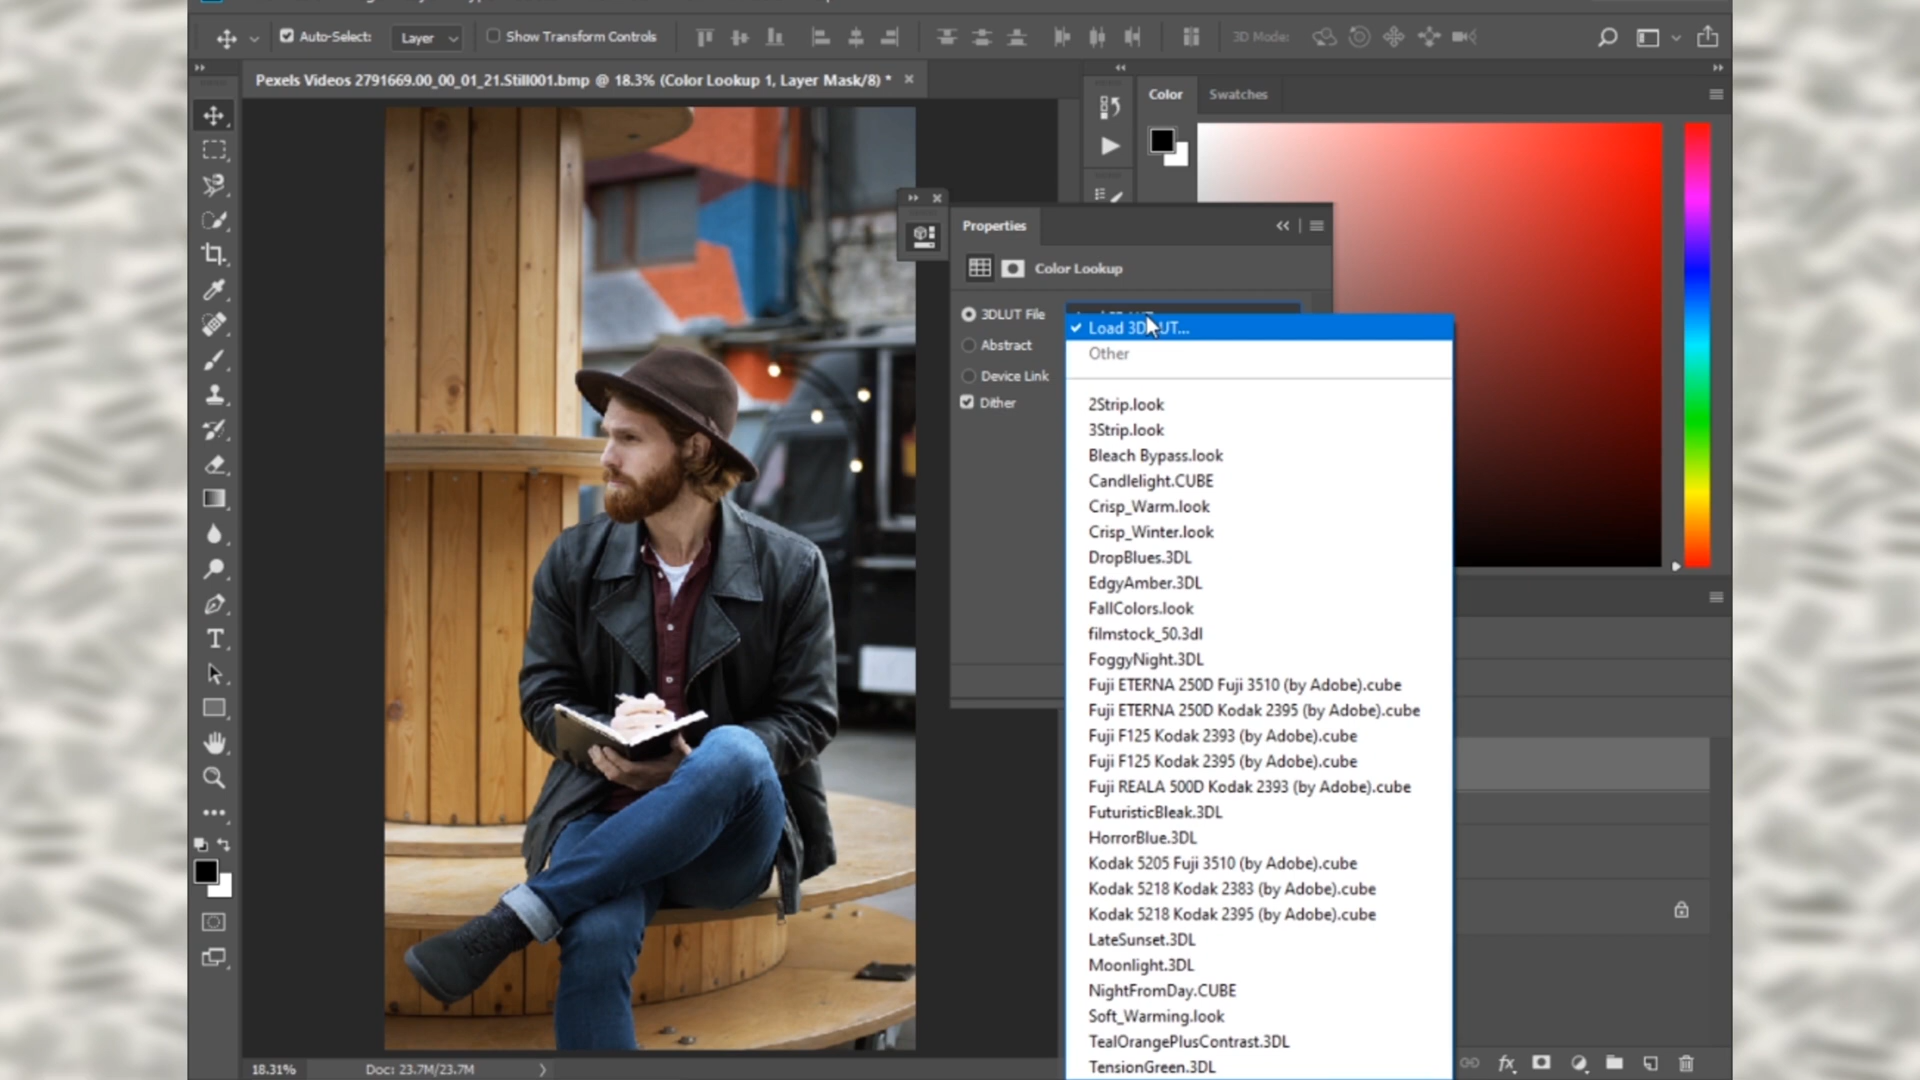 Auto-Select:
Layer
Show Transform Controls
3D Mode:
Pexels Videos 2791669.00_00_01_21.Still001.bmp @ 18.3% (Color Lookup 1, Layer Mask/8) *
Color
Swatches
Properties
Color Lookup
3DLUT File
Abstract
Device Link
Dither
Other
2Strip.look
3Strip.look
Bleach Bypass.look
Candlelight.CUBE
Crisp_Warm.look
Crisp_Winter.look
DropBlues.3DL
EdgyAmber.3DL
FallColors.look
filmstock_50.3dl
FoggyNight.3DL
Fuji ETERNA 250D Fuji 3510 (by Adobe).cube
Fuji ETERNA 250D Kodak 2395 (by Adobe).cube
Fuji F125 Kodak 2393 (by Adobe).cube
Fuji F125 Kodak 2395 (by Adobe).cube
Fuji REALA 500D Kodak 2393 (by Adobe).cube
FuturisticBleak.3DL
HorrorBlue.3DL
Kodak 5205 Fuji 3510 (by Adobe).cube
Kodak 5218 Kodak 2383 (by Adobe).cube
Kodak 5218 Kodak 2395 (by Adobe).cube
LateSunset.3DL
Moonlight.3DL
NightFromDay.CUBE
Soft_Warming.look
TealOrangePlusContrast.3DL
TensionGreen.3DL
18.31%
Doc: 23.7M/23.7M
fx